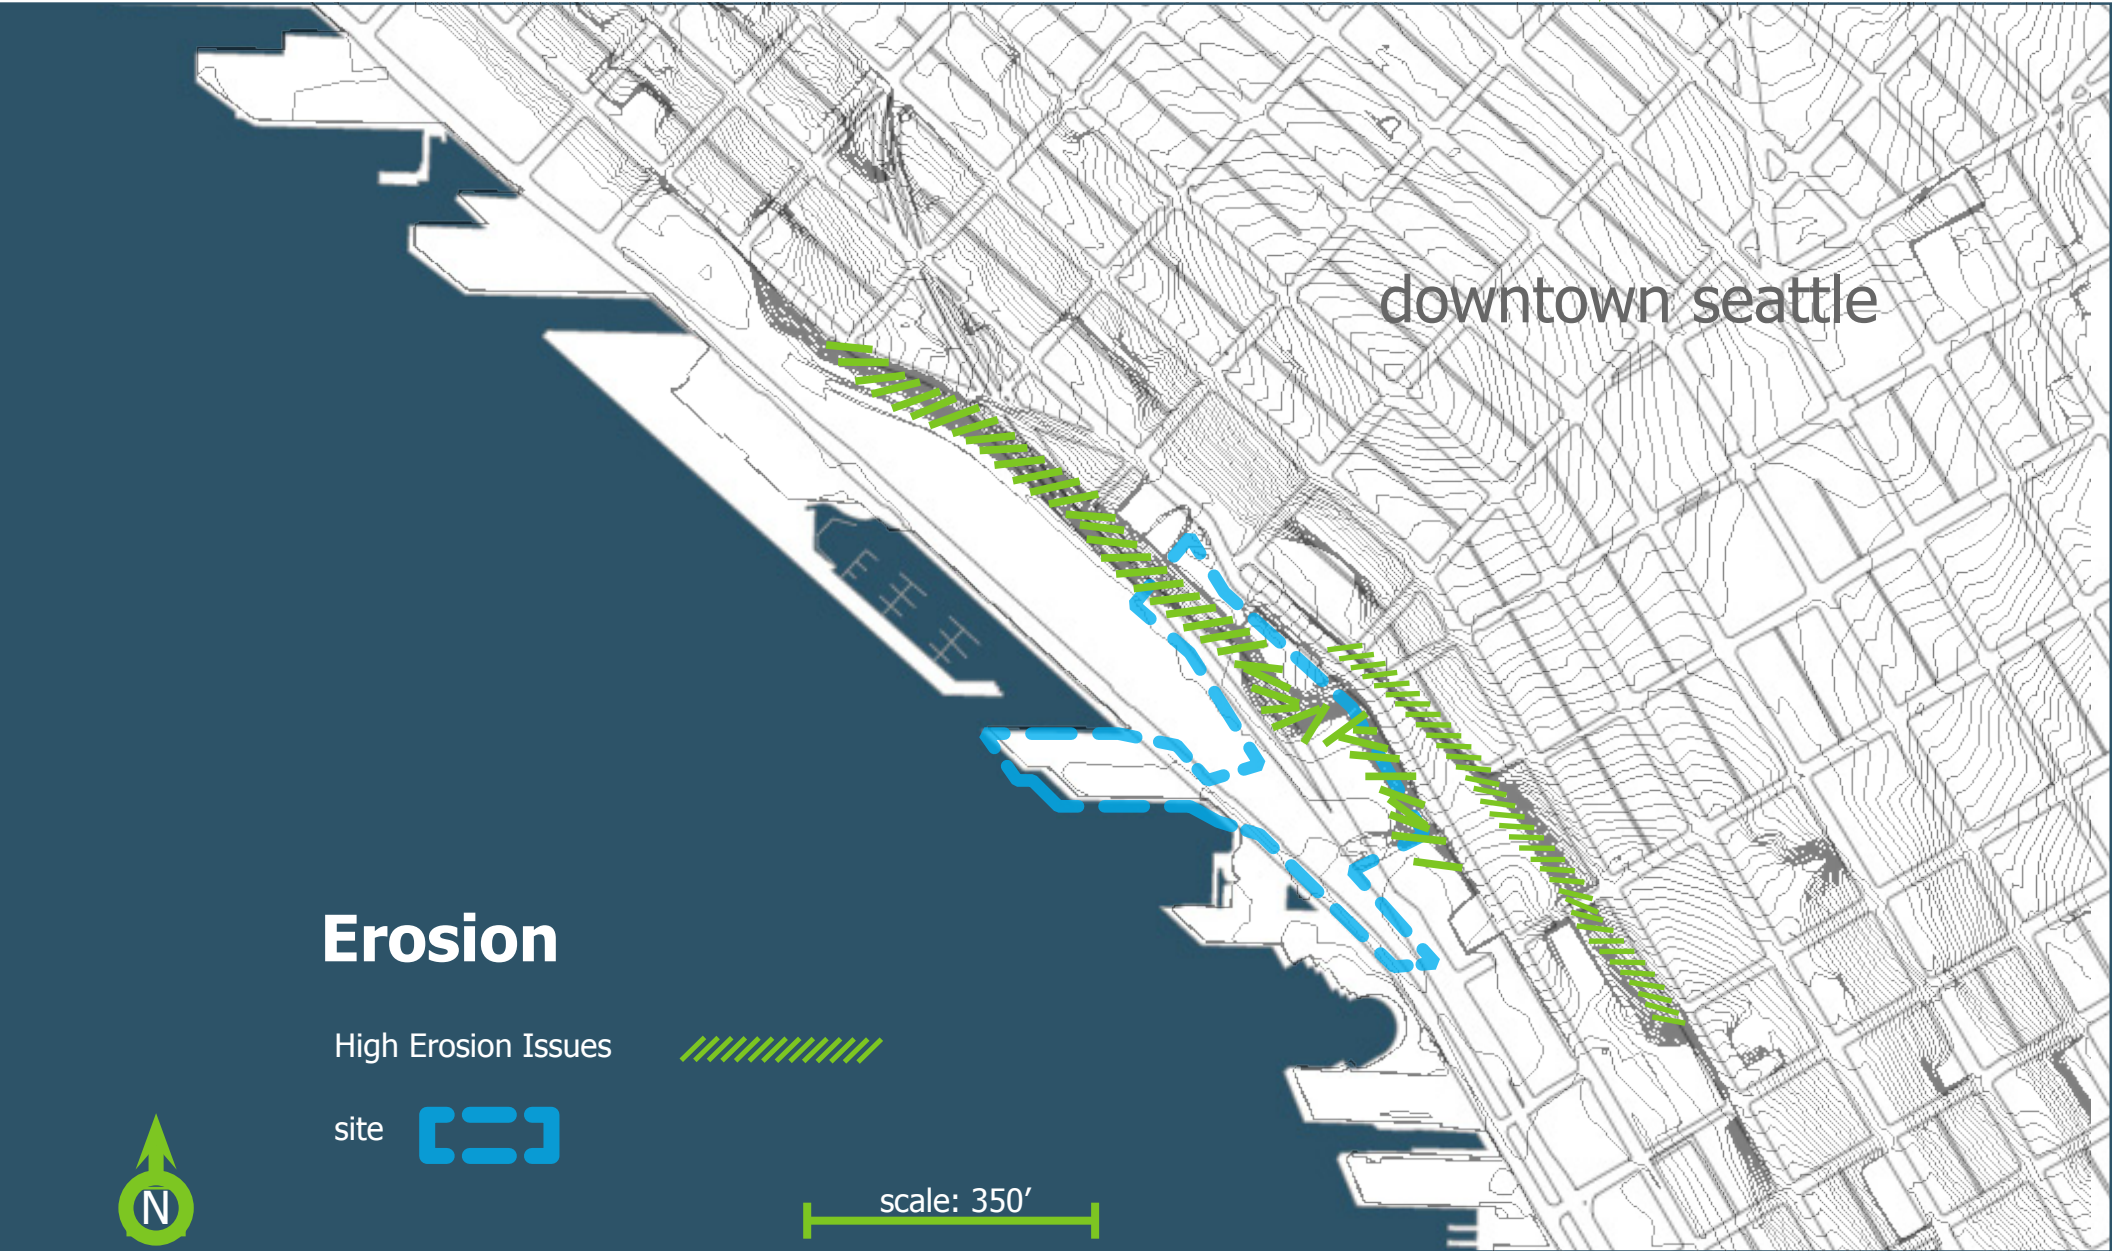 downtown seattle
Erosion
High Erosion Issues
site
N
scale: 350’